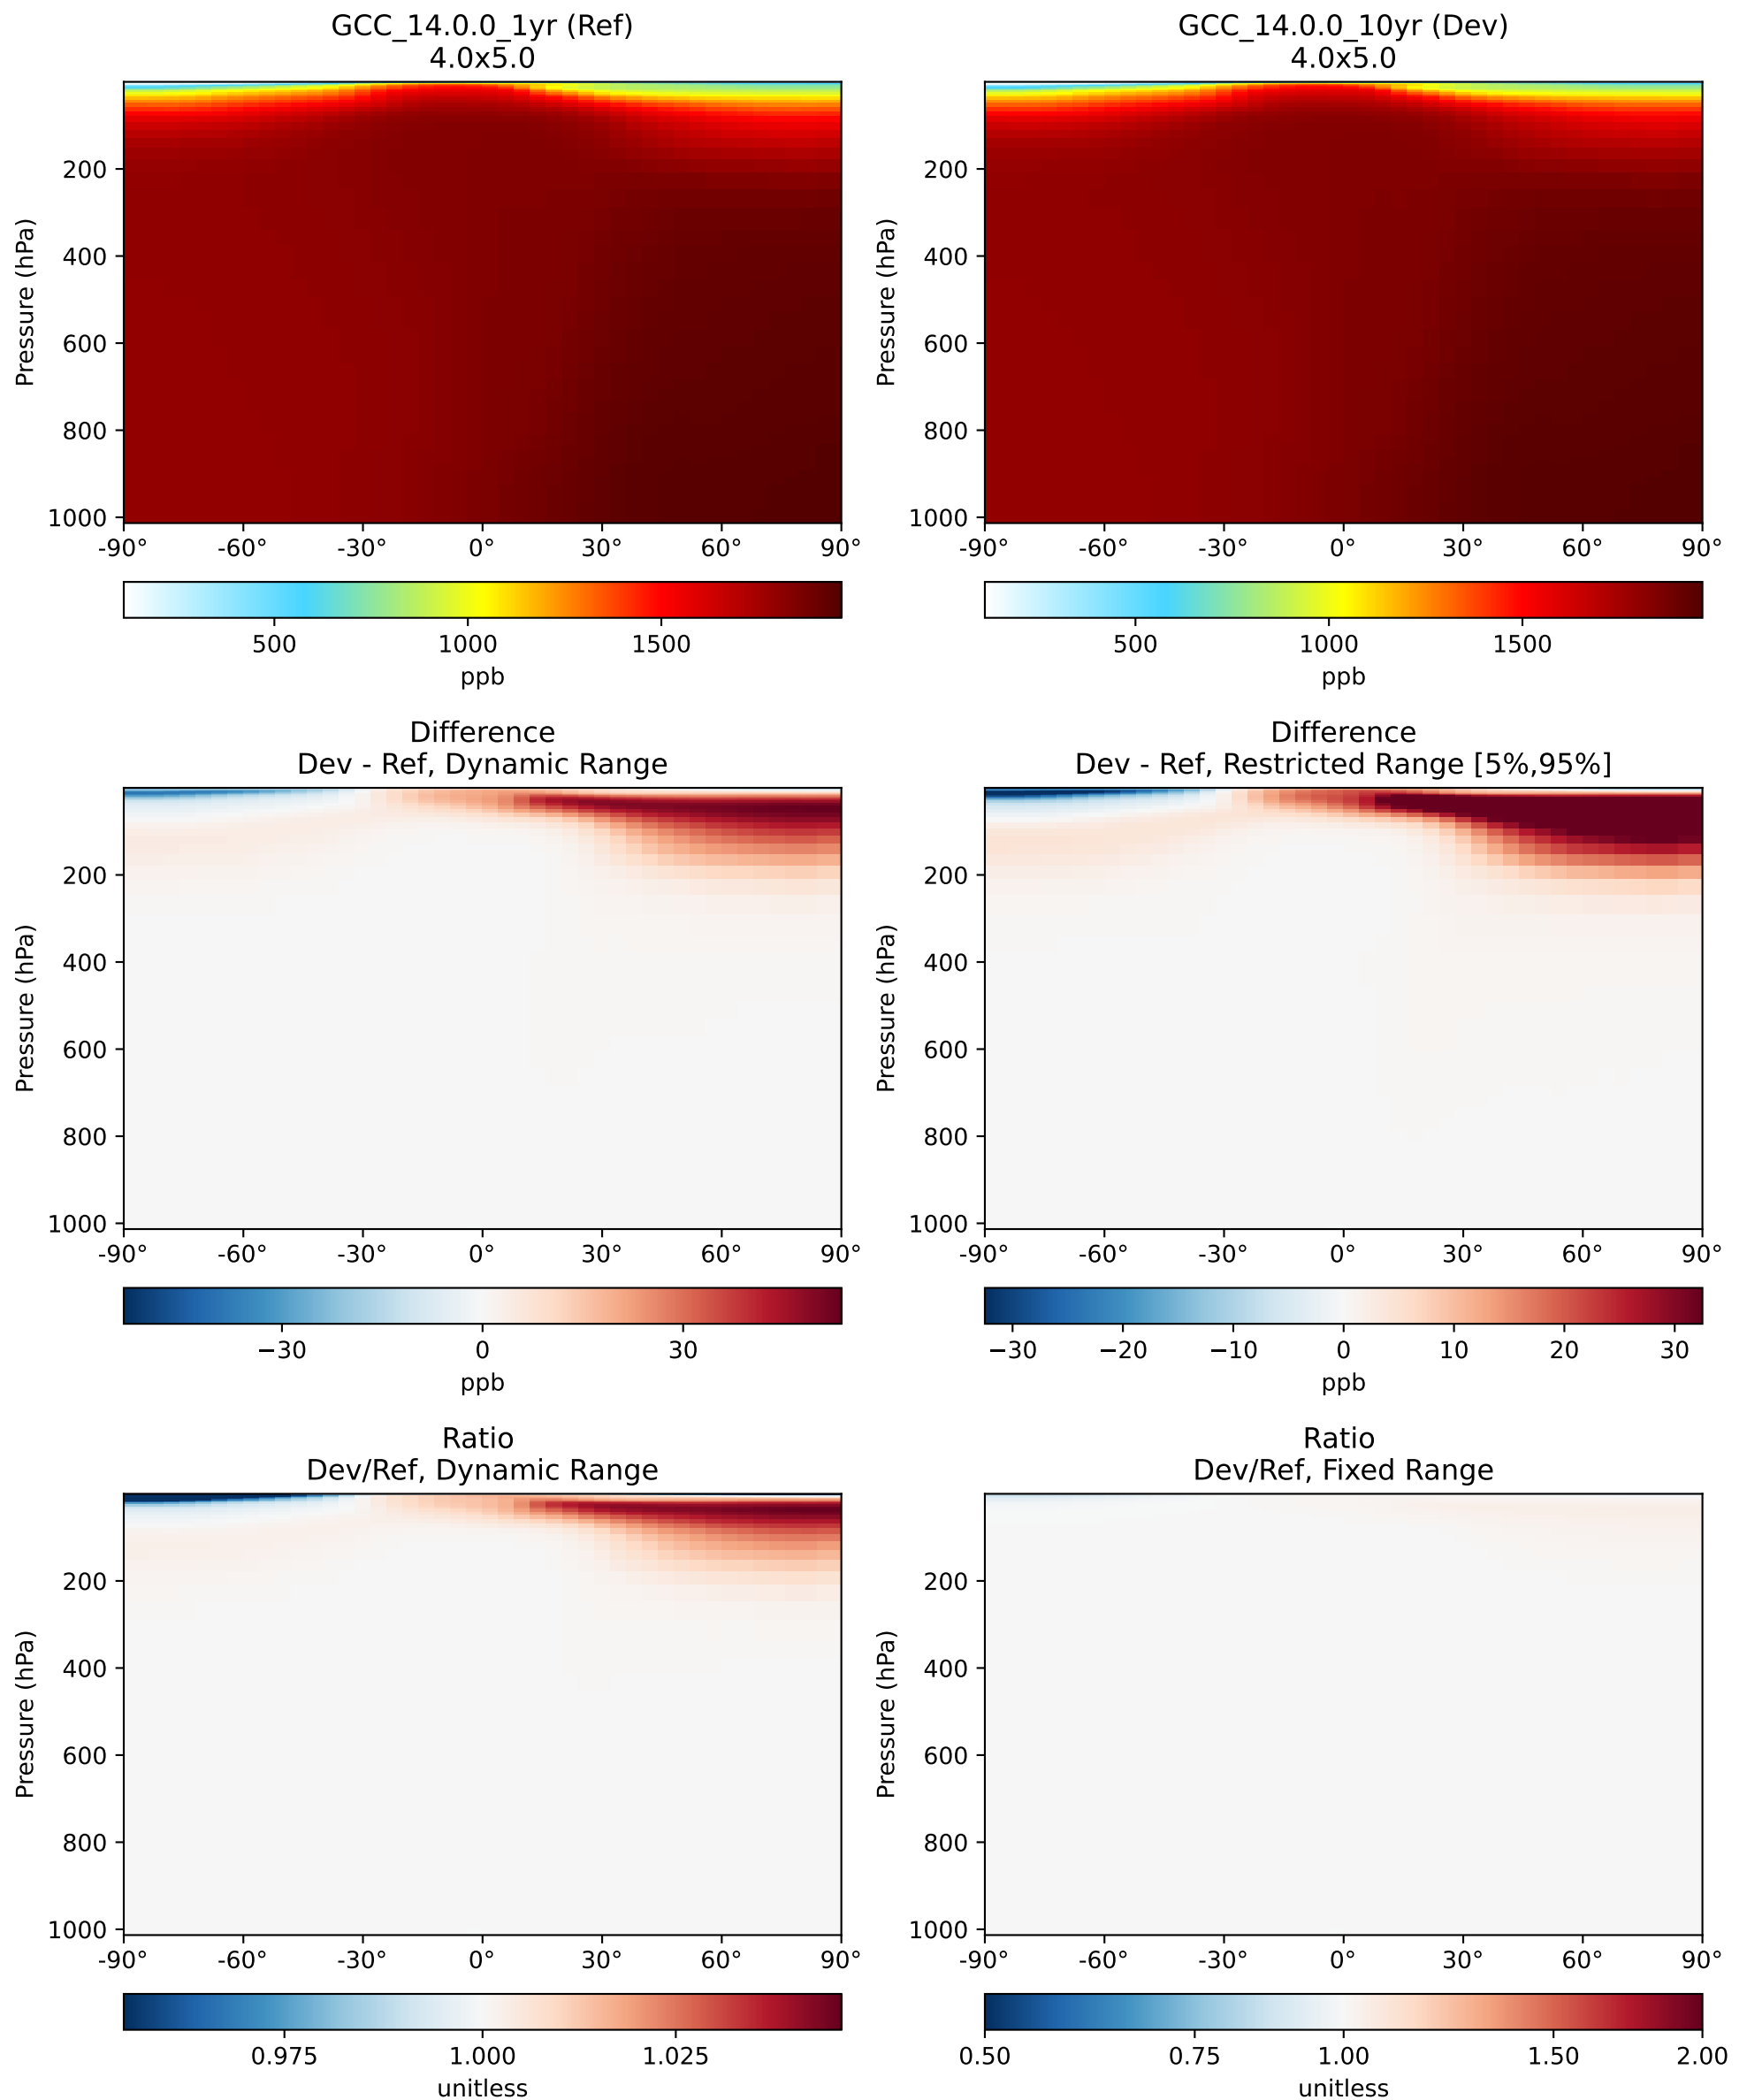 GCC_14.0.0_1yr (Ref)
4.0x5.0
Pressure (hPa)
200
400
600
800
1000
-90° -60° -30° 0° 30° 60° 90°
500 1000 1500
ppb
GCC_14.0.0_10yr (Dev)
4.0x5.0
Pressure (hPa)
200
400
600
800
1000
-90° -60° -30° 0° 30° 60° 90°
500 1000 1500
ppb
Difference
Dev - Ref, Dynamic Range
Pressure (hPa)
200
400
600
800
1000
-90° -60° -30° 0° 30° 60° 90°
−30 0 30
ppb
Difference
Dev - Ref, Restricted Range [5%,95%]
Pressure (hPa)
200
400
600
800
1000
-90° -60° -30° 0° 30° 60° 90°
−30 −20 −10 0 10 20 30
ppb
Ratio
Dev/Ref, Dynamic Range
Pressure (hPa)
200
400
600
800
1000
-90° -60° -30° 0° 30° 60° 90°
0.975 1.000 1.025
unitless
Ratio
Dev/Ref, Fixed Range
Pressure (hPa)
200
400
600
800
1000
-90° -60° -30° 0° 30° 60° 90°
0.50 0.75 1.00 1.50 2.00
unitless